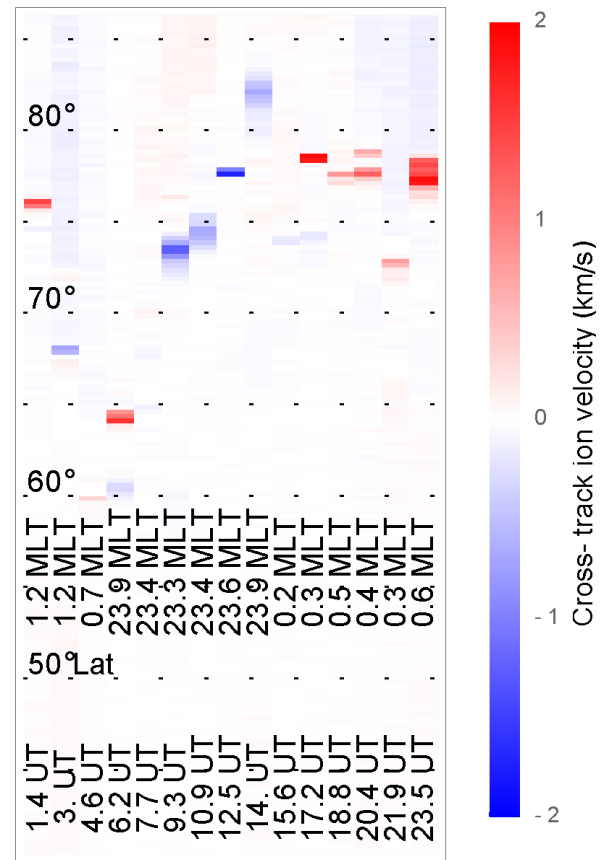 80°
70°
60°
50° Lat
1.2 MLT
1.2 MLT
0.7 MLT
23.9 MLT
23.4 MLT
23.3 MLT
23.4 MLT
23.6 MLT
23.9 MLT
0.2 MLT
0.3 MLT
0.5 MLT
0.4 MLT
0.3 MLT
0.6 MLT
1.4 UT
3. UT
4.6 UT
6.2 UT
7.7 UT
9.3 UT
10.9 UT
12.5 UT
14. UT
15.6 UT
17.2 UT
18.8 UT
20.4 UT
21.9 UT
23.5 UT
2
1
0
- 1
- 2
Cross- track ion velocity (km/s)